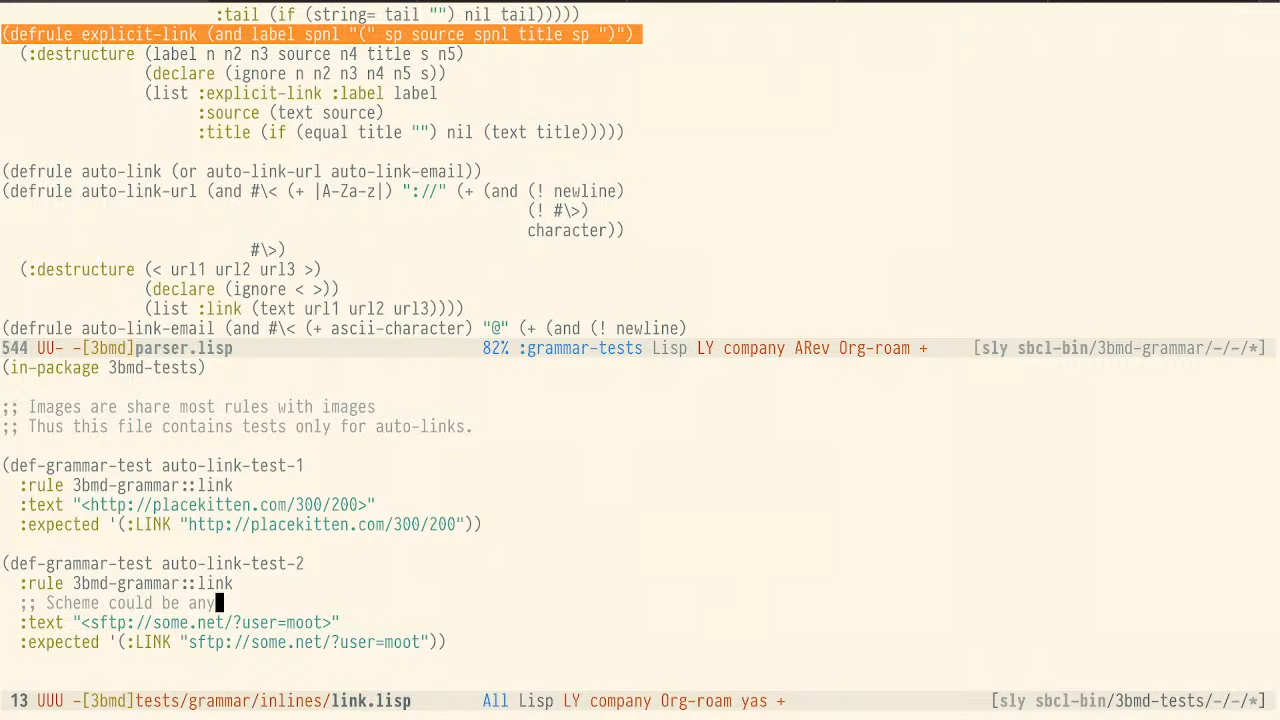 :tail (if (string= tail "") nil tail)))))
(defrule explicit-link (and label spnl "(" sp source spnl title sp ")")
(:destructure (label n n2 n3 source n4 title s n5)
(declare (ignore n n2 n3 n4 n5 s))
(list :explicit-link :label label
:source (text source)
:title (if (equal title "") nil (text title)))))
(defrule auto-link (or auto-link-url auto-link-email))
(defrule auto-link-url (and #\< (+ |A-Za-z|) "://" (+ (and (! newline)
(! #\>)
character))
#\>)
(:destructure (< url1 url2 url3 >)
(declare (ignore < >))
(list :link (text url1 url2 url3))))
(defrule auto-link-email (and #\< (+ ascii-character) "@" (+ (and (! newline)
544 UU- -[3bmd]parser.lisp 82% :grammar-tests Lisp LY company ARev Org-roam + [sly sbcl-bin/3bmd-grammar/-/-/*]
(in-package 3bmd-tests)
;; Images are share most rules with images
;; Thus this file contains tests only for auto-links.
(def-grammar-test auto-link-test-1
:rule 3bmd-grammar::link
:text "<http://placekitten.com/300/200>"
:expected '(:LINK "http://placekitten.com/300/200"))
(def-grammar-test auto-link-test-2
:rule 3bmd-grammar::link
;; Scheme could be any
:text "<sftp://some.net/?user=moot>"
:expected '(:LINK "sftp://some.net/?user=moot"))
13 UUU -[3bmd]tests/grammar/inlines/link.lisp All Lisp LY company Org-roam yas + [sly sbcl-bin/3bmd-tests/-/-/*]